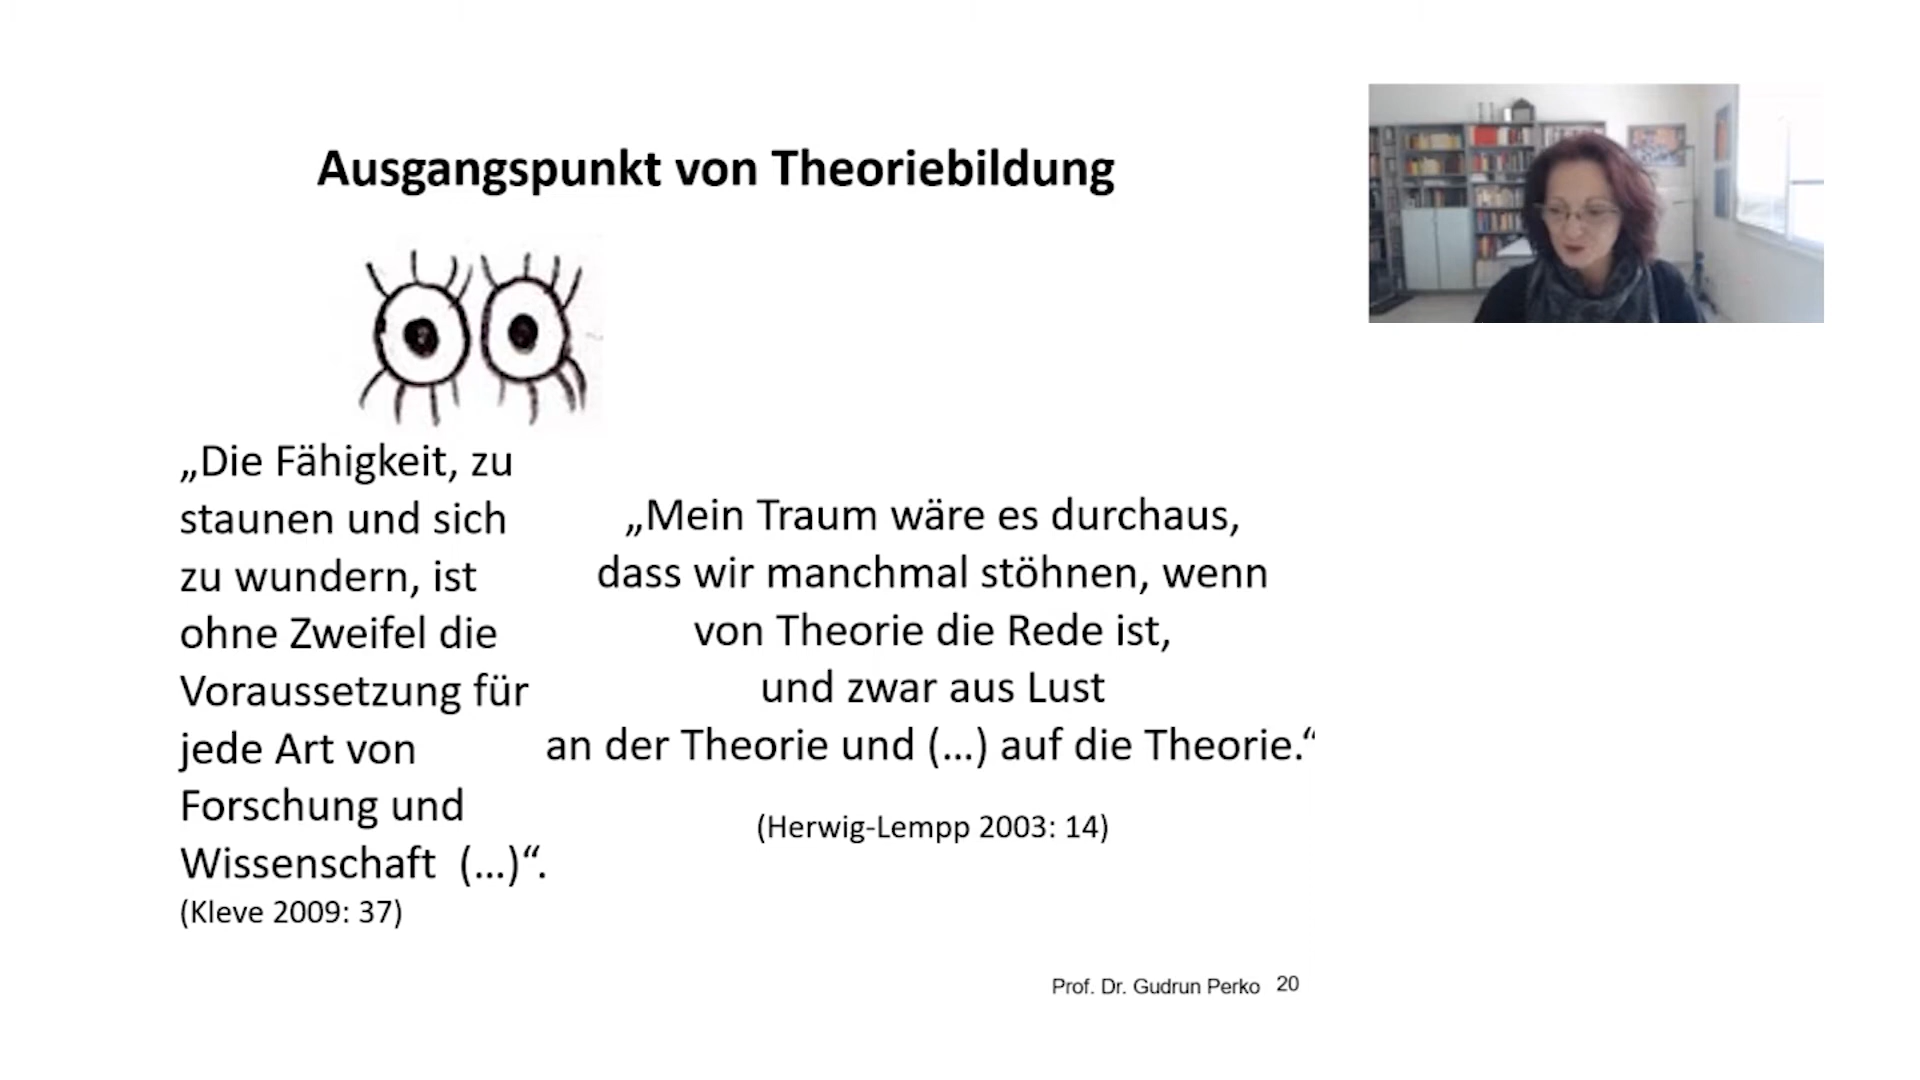 Ausgangspunkt von Theoriebildung
„Die Fähigkeit, zu
staunen und sich
zu wundern, ist
ohne Zweifel die
Voraussetzung für
jede Art von
Forschung und
Wissenschaft  (…)“.
(Kleve 2009: 37)
„Mein Traum wäre es durchaus,
dass wir manchmal stöhnen, wenn
von Theorie die Rede ist,
und zwar aus Lust
an der Theorie und (…) auf die Theorie.“
(Herwig-Lempp 2003: 14)
Prof. Dr. Gudrun Perko 20